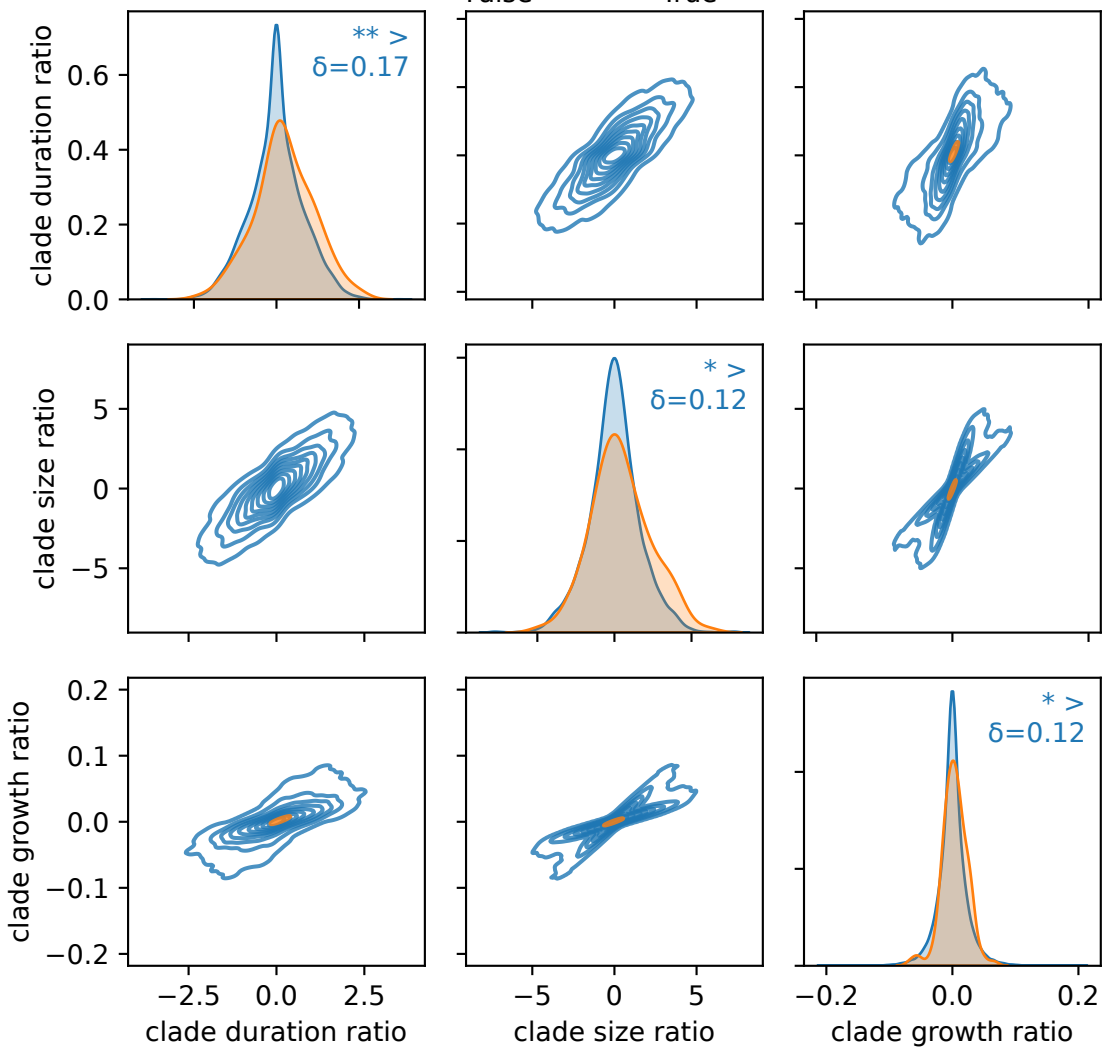 False True
clade duration ratio
0.6
0.4
0.2
0.0
** >
δ=0.17
clade size ratio
5
0
−5
* >
δ=0.12
clade growth ratio
0.2
0.1
0.0
−0.1
−0.2
* >
δ=0.12
−2.5 0.0 2.5
−5 0 5
−0.2 0.0 0.2
clade duration ratio
clade size ratio
clade growth ratio